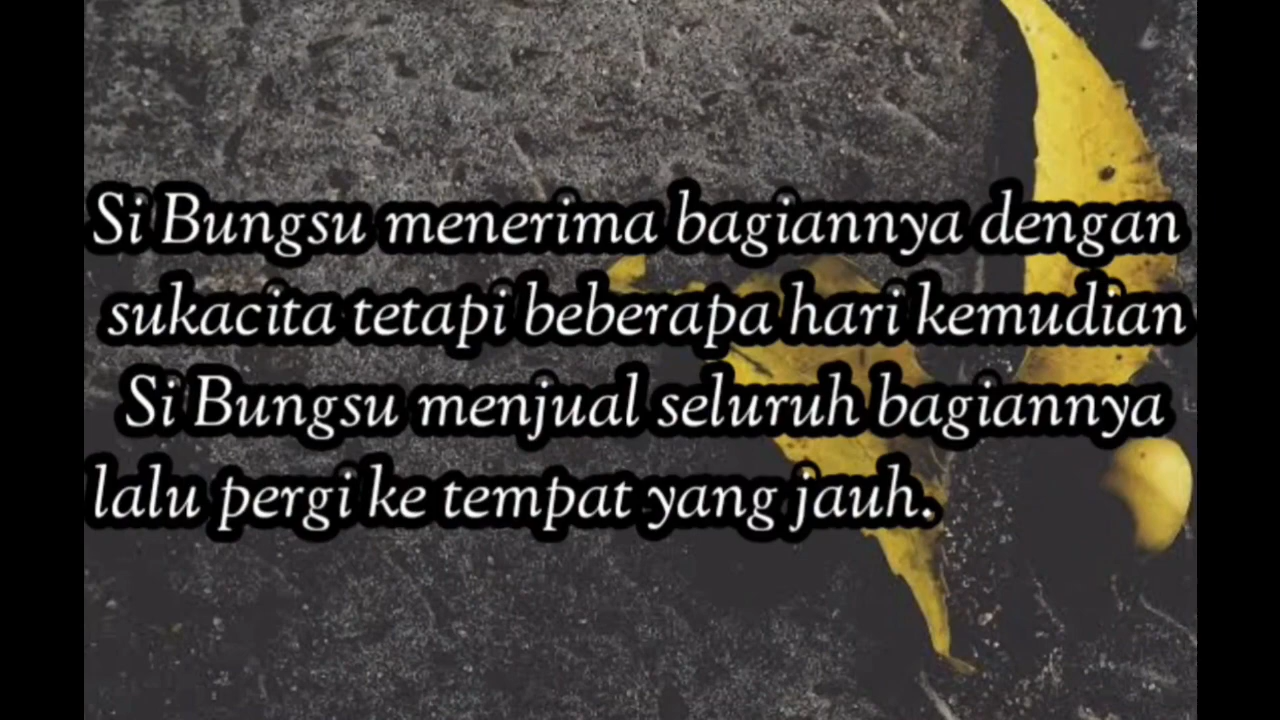 Si Bungsu menerima bagiannya dengan
sukacita tetapi beberapa hari kemudian
Si Bungsu menjual seluruh bagiannya
lalu pergi ke tempat yang jauh.